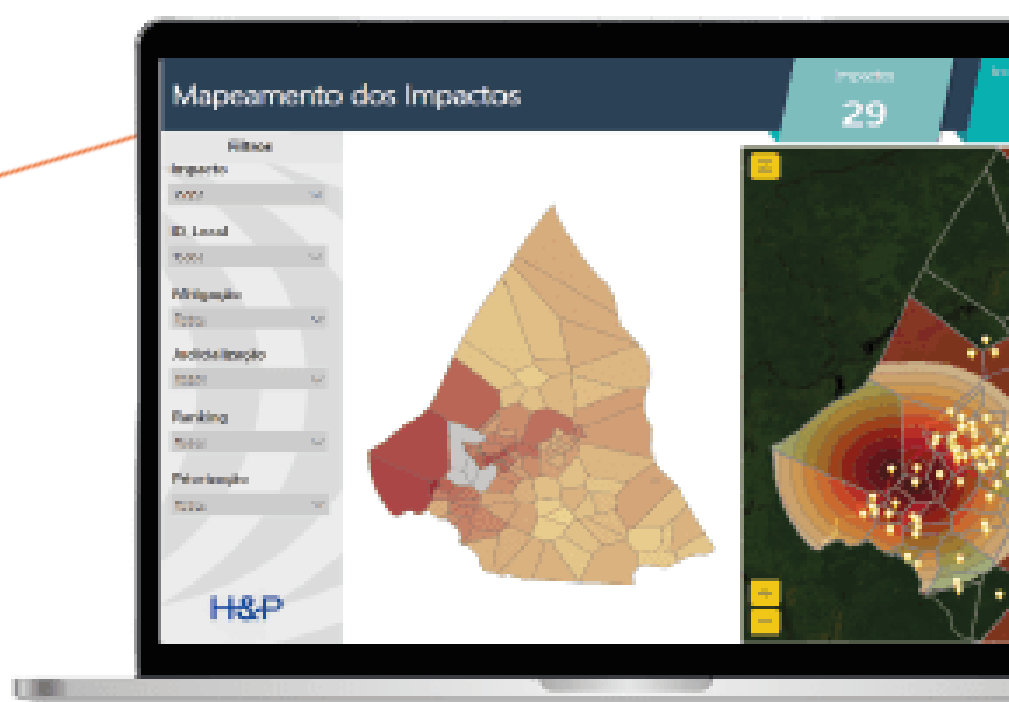 Mapeamento dos Impactos
Impactos
29
Filtros
Impacto
ID_Local
Mitigação
Judicialização
Ranking
Priorização
H&P